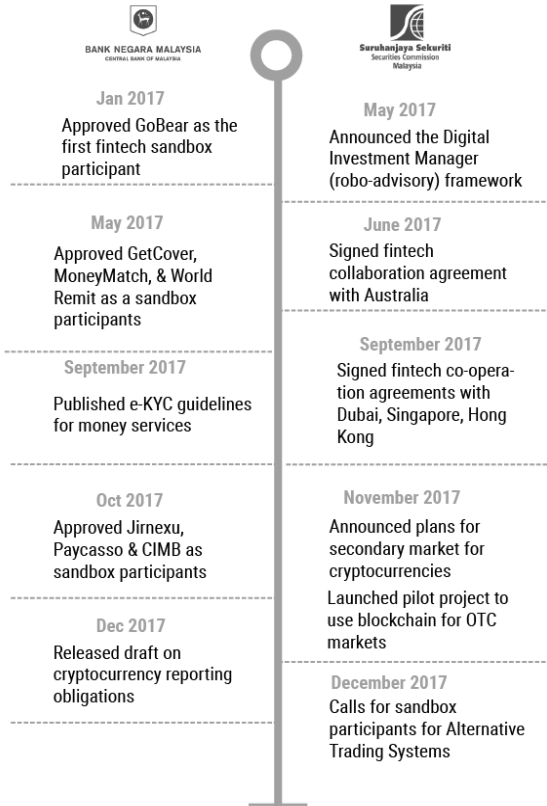 BANK NEGARA MALAYSIA
CENTRAL BANK OF MALAYSIA
Jan 2017
Approved GoBear as the
first fintech sandbox
participant
May 2017
Approved GetCover,
MoneyMatch, & World
Remit as a sandbox
participants
September 2017
Published e-KYC guidelines
for money services
Oct 2017
Approved Jirnexu,
Paycasso & CIMB as
sandbox participants
Dec 2017
Released draft on
cryptocurrency reporting
obligations
Suruhanjaya Sekuriti
Securities Commission
Malaysia
May 2017
Announced the Digital
Investment Manager
(robo-advisory) framework
June 2017
Signed fintech
collaboration agreement
with Australia
September 2017
Signed fintech co-opera-
tion agreements with
Dubai, Singapore, Hong
Kong
November 2017
Announced plans for
secondary market for
cryptocurrencies
Launched pilot project to
use blockchain for OTC
markets
December 2017
Calls for sandbox
participants for Alternative
Trading Systems